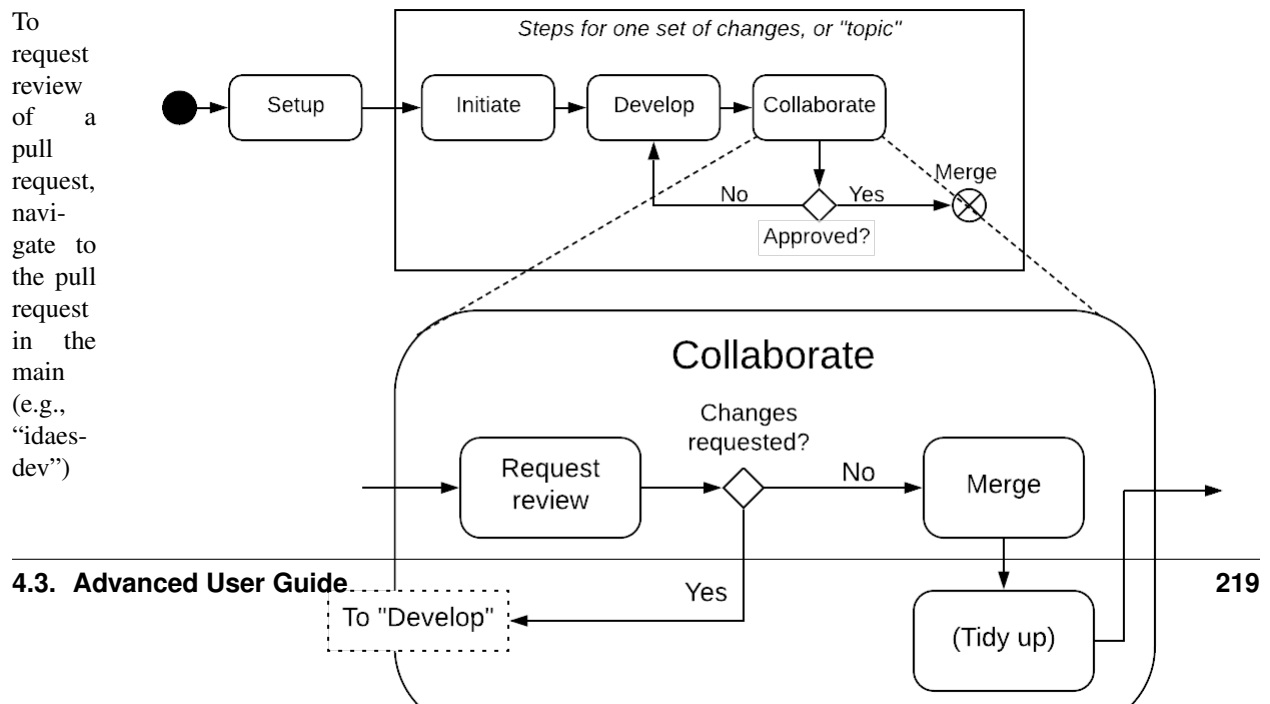 To
request
review
of a
pull
request,
navi-
gate to
the pull
request
in the
main
(e.g.,
“idaes-
dev”)
Steps for one set of changes, or "topic"
Setup
Initiate
Develop
Collaborate
Merge
No
Yes
Approved?
Collaborate
Changes
requested?
Request
review
No
Merge
Yes
To "Develop"
(Tidy up)
4.3. Advanced User Guide
219